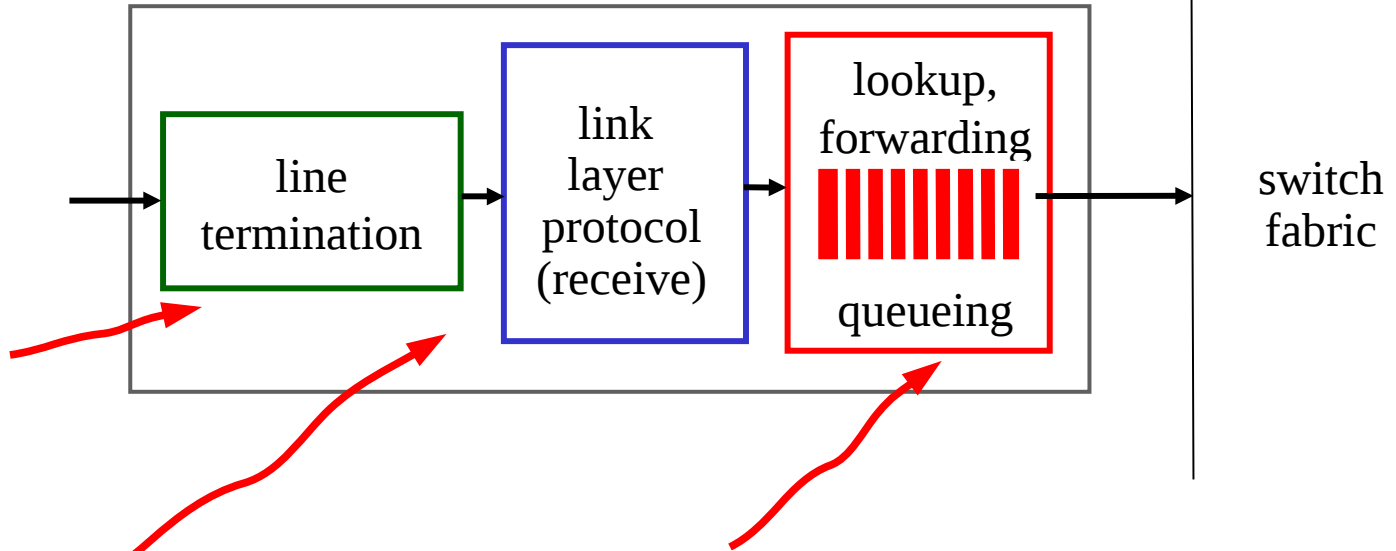 line
termination
link
layer
protocol
(receive)
lookup,
forwarding
queueing
switch
fabric